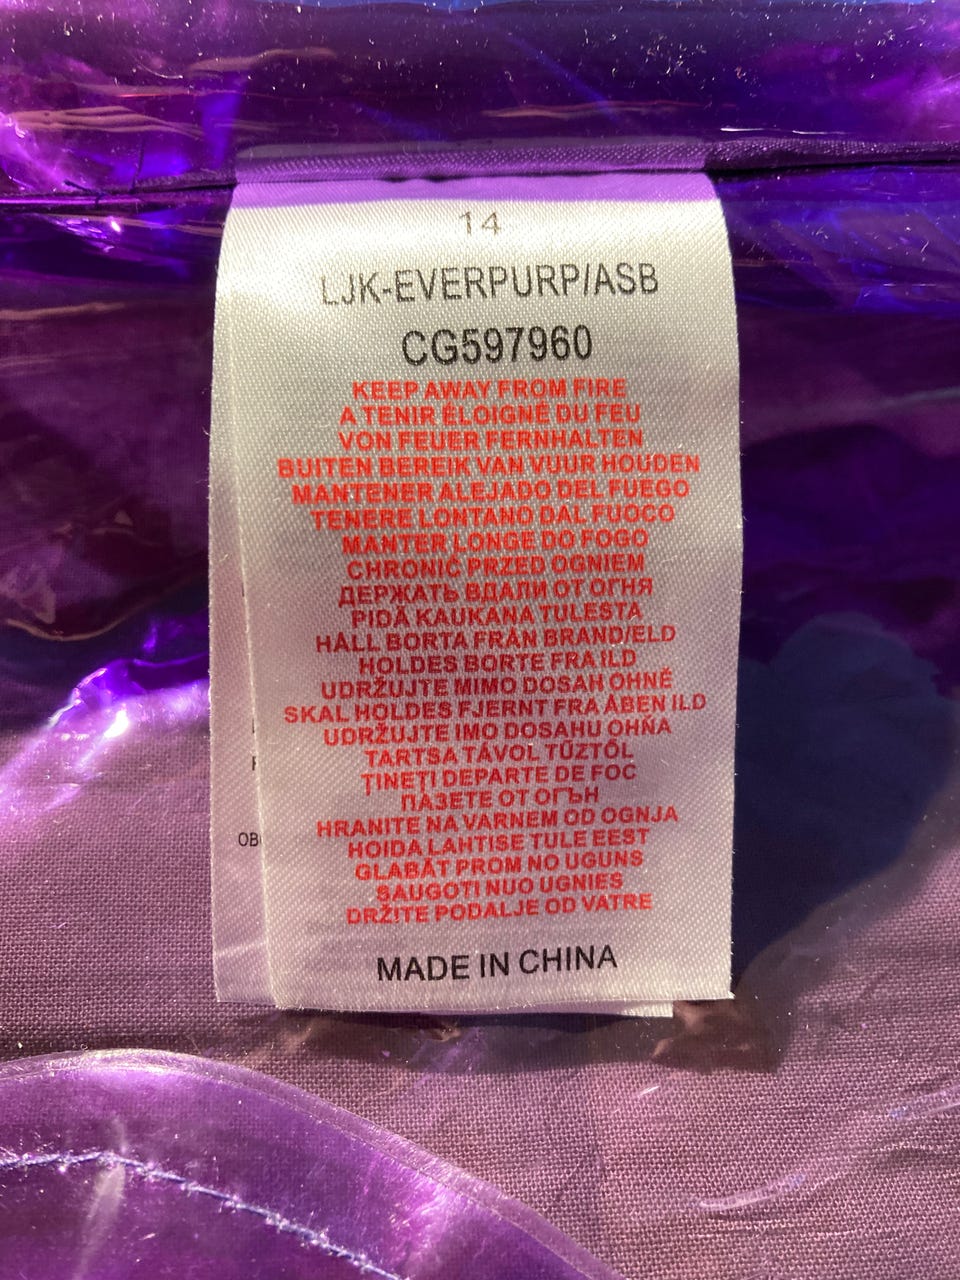 14
LJK-EVERPURP/ASB
CG597960
KEEP AWAY FROM FIRE
A TENIR ÉLOIGNÉ DU FEU
VON FEUER FERNHALTEN
BUITEN BEREIK VAN VUUR HOUDEN
MANTENER ALEJADO DEL FUEGO
TENERE LONTANO DAL FUOCO
MANTER LONGE DO FOGO
CHRONIĆ PRZED OGNIEM
ДЕРЖАТЬ ВДАЛИ ОТ ОГНЯ
PIDÄ KAUKANA TULESTA
HÅLL BORTA FRÅN BRAND/ELD
HOLDES BORTE FRA ILD
UDRŽUJTE MIMO DOSAH OHNĚ
SKAL HOLDES FJERNT FRA ÅBEN ILD
UDRŽUJTE IMO DOSAHU OHŇA
TARTSA TÁVOL TŰZTŐL
ȚINEȚI DEPARTE DE FOC
ПАЗЕТЕ ОТ ОГЪН
HRANITE NA VARNEM OD OGNJA
HOIDA LAHTISE TULE EEST
GLABĀT PROM NO UGUNS
SAUGOTI NUO UGNIES
DRŽITE PODALJE OD VATRE
MADE IN CHINA